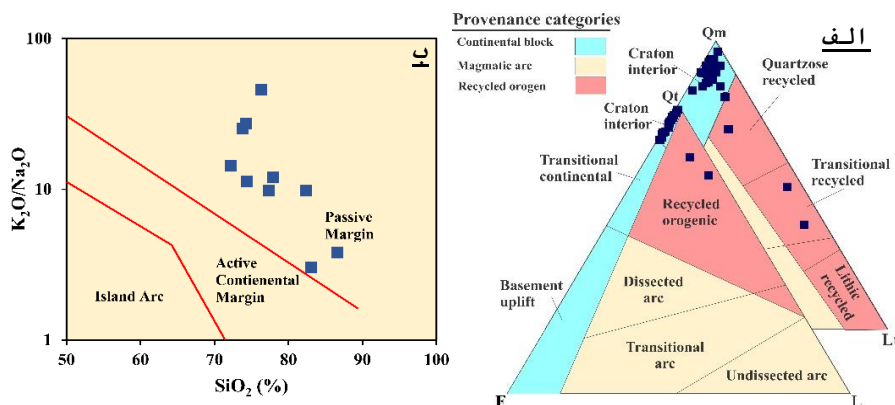 ب
100
10
1
K₂O/Na₂O
Passive
Margin
Active
Contienental
Margin
Island Arc
50
60
70
80
90
100
SiO₂ (%)
Provenance categories
Continental block
Magmatic arc
Recycled orogen
الف
Qm
Craton
interior
Quartzose
recycled
Qt
Craton
interior
Transitional
continental
Transitional
recycled
Recycled
orogenic
Lithic
recycled
Basement
uplift
Dissected
arc
Transitional
arc
Undissected arc
F
L